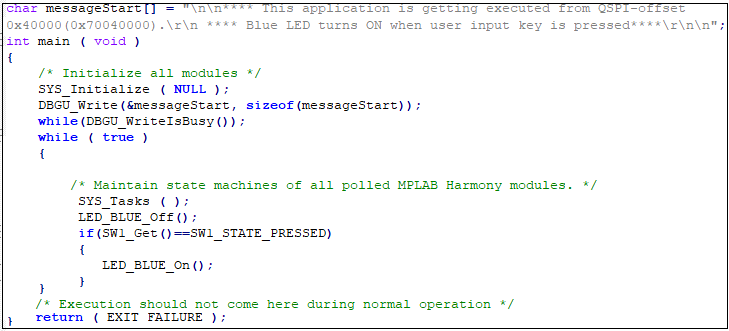 char messageStart[] = "\n\n**** This application is getting executed from QSPI-offset
0x40000(0x70040000).\r\n **** Blue LED turns ON when user input key is pressed****\r\n\n";
int main ( void )
{
    /* Initialize all modules */
    SYS_Initialize ( NULL );
    DBGU_Write(&messageStart, sizeof(messageStart));
    while(DBGU_WriteIsBusy());
    while ( true )
    {
        /* Maintain state machines of all polled MPLAB Harmony modules. */
         SYS_Tasks ( );
         LED_BLUE_Off();
         if(SW1_Get()==SW1_STATE_PRESSED)
         {
            LED_BLUE_On();
         }
    }
    /* Execution should not come here during normal operation */
    return ( EXIT_FAILURE );
}